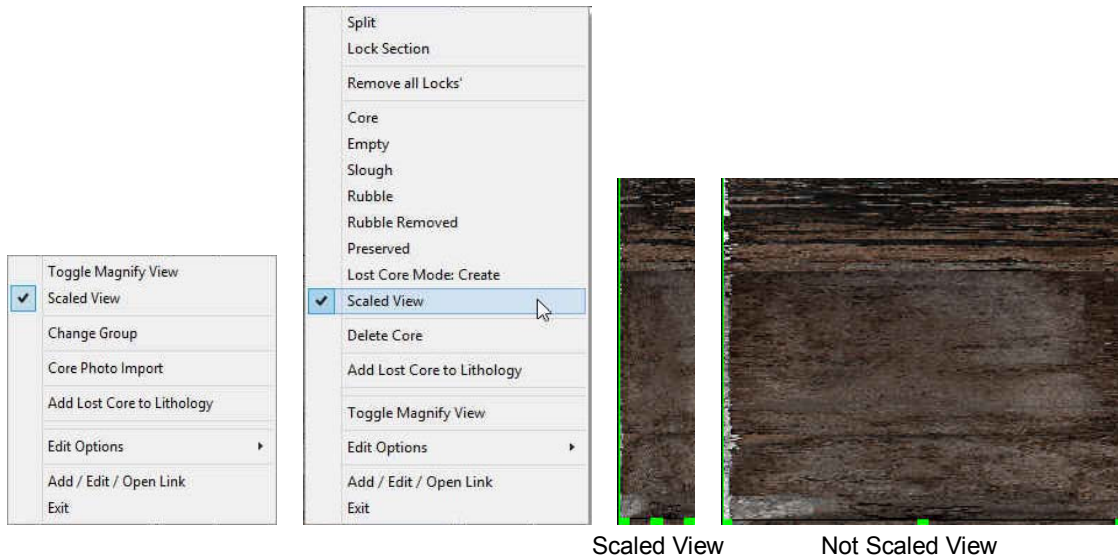 Toggle Magnify View
Scaled View
Change Group
Core Photo Import
Add Lost Core to Lithology
Edit Options
Add / Edit / Open Link
Exit
Split
Lock Section
Remove all Locks'
Core
Empty
Slough
Rubble
Rubble Removed
Preserved
Lost Core Mode: Create
Scaled View
Delete Core
Add Lost Core to Lithology
Toggle Magnify View
Edit Options
Add / Edit / Open Link
Exit
Scaled View
Not Scaled View